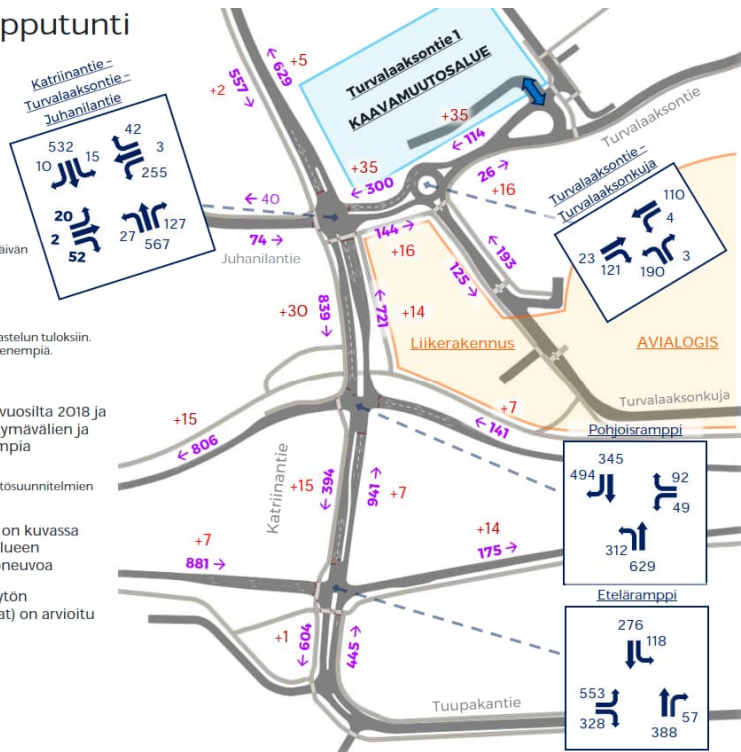 pputunti
Katriinantie –
Turvalaaksontie –
Juhanilantie
532
10
15
42
3
255
20
2
52
27
567
127
äivän
astelun tuloksiin.
enempiä.
vuosilta 2018 ja
tymävälien ja
mpia
tösuunnitelmien
on kuvassa
lueen
oneuvoa
ytön
at) on arvioitu
+5
← 629
+2
557 →
Turvalaaksontie 1
KAAVAMUUTOSALUE
+35
← 114
+35
← 300
26 →
+16
Turvalaaksontie
Turvalaaksontie –
Turvalaaksonkuja
110
4
23
121
190
3
← 40
74 →
Juhanilantie
144 →
+16
125 →
← 193
+30
839 →
721 →
+14
Liikerakennus
AVIALOGIS
Turvalaaksonkuja
+15
← 806
+7
← 141
Pohjoisramppi
345
494
92
49
312
629
Katriinantie
+15
← 394
941 →
+7
+7
881 →
+14
175 →
Eteläramppi
276
118
553
328
57
388
+1
← 604
445 →
Tuupakantie